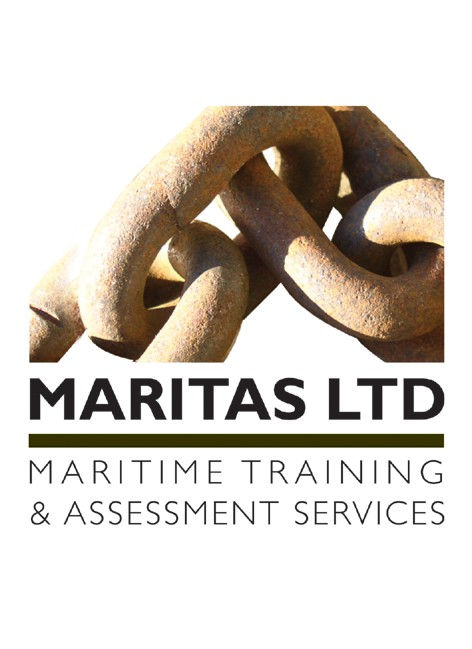 MARITAS LTD
MARITIME TRAINING
& ASSESSMENT SERVICES